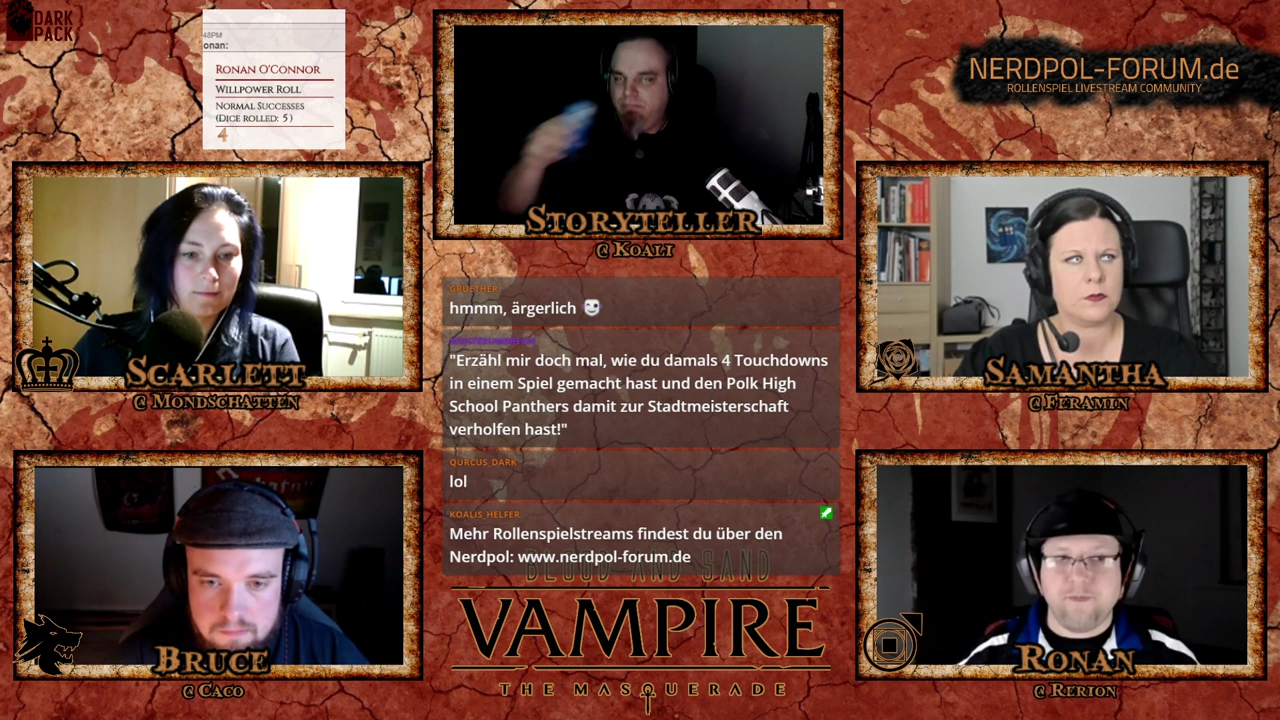 DARK
PACK
48PM
onan:
Ronan O'Connor
Willpower Roll
Normal Successes
(Dice rolled: 5 )
4
NERDPOL-FORUM.de
ROLLENSPIEL LIVESTREAM COMMUNITY
Storyteller
@ Koali
Scarlett
@ Mondschatten
Samantha
@ Feramin
GRUETHER
hmmm, ärgerlich
"Erzähl mir doch mal, wie du damals 4 Touchdowns
in einem Spiel gemacht hast und den Polk High
School Panthers damit zur Stadtmeisterschaft
verholfen hast!"
QURCUS_DARK
lol
KOALIS_HELFER
Mehr Rollenspielstreams findest du über den
Nerdpol: www.nerdpol-forum.de
BLOOD AND SAND
VAMPIRE
THE MASQUERADE
Bruce
@ Caco
Ronan
@ Rerion